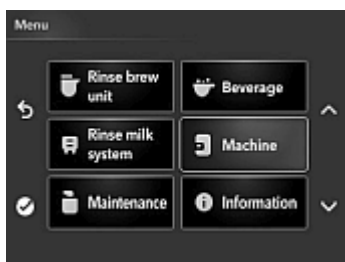 Menu
Rinse brew
unit
Beverage
Rinse milk
system
Machine
Maintenance
Information